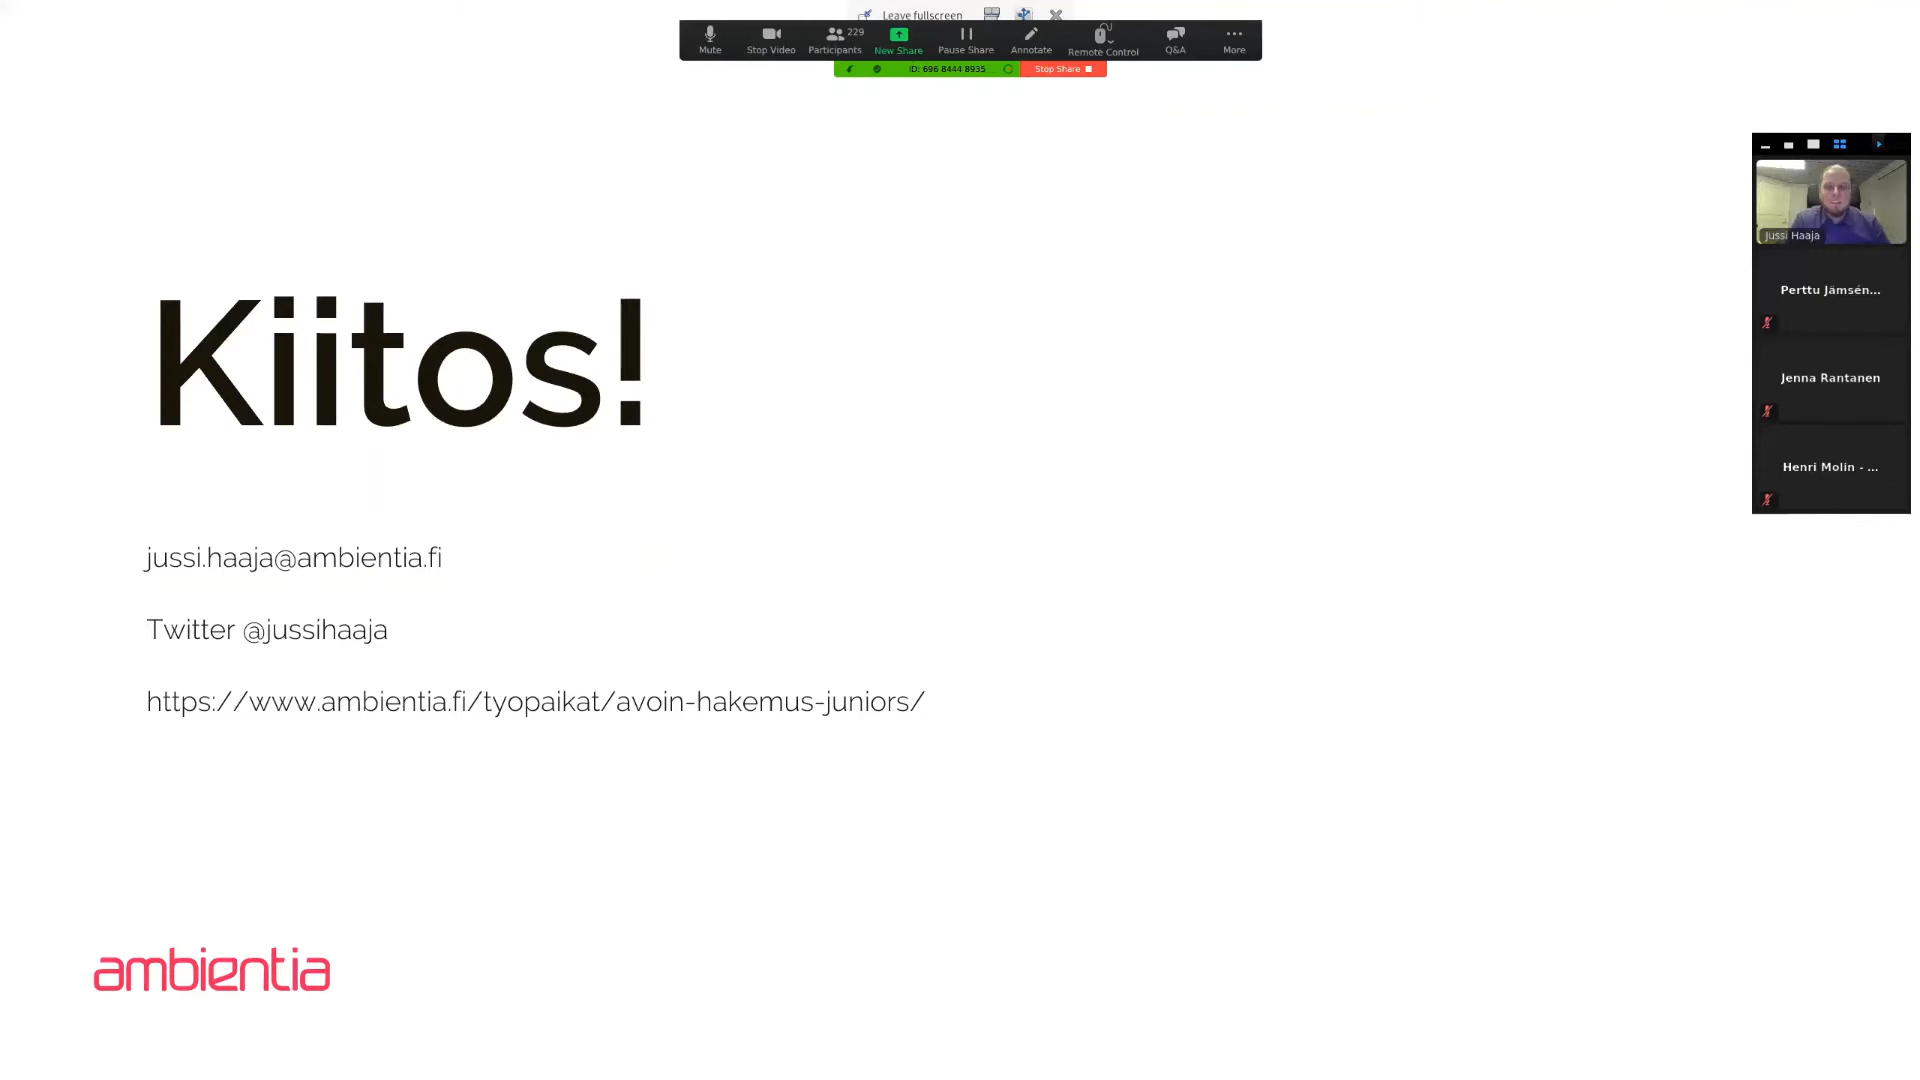 Leave fullscreen
Mute
Stop Video
Participants
229
New Share
Pause Share
Annotate
Remote Control
Q&A
More
ID: 696 8444 8935
Stop Share
Jussi Haaja
Perttu Jämsén...
Jenna Rantanen
Henri Molin - ...
Kiitos!
jussi.haaja@ambientia.fi
Twitter @jussihaaja
https://www.ambientia.fi/tyopaikat/avoin-hakemus-juniors/
ambientia